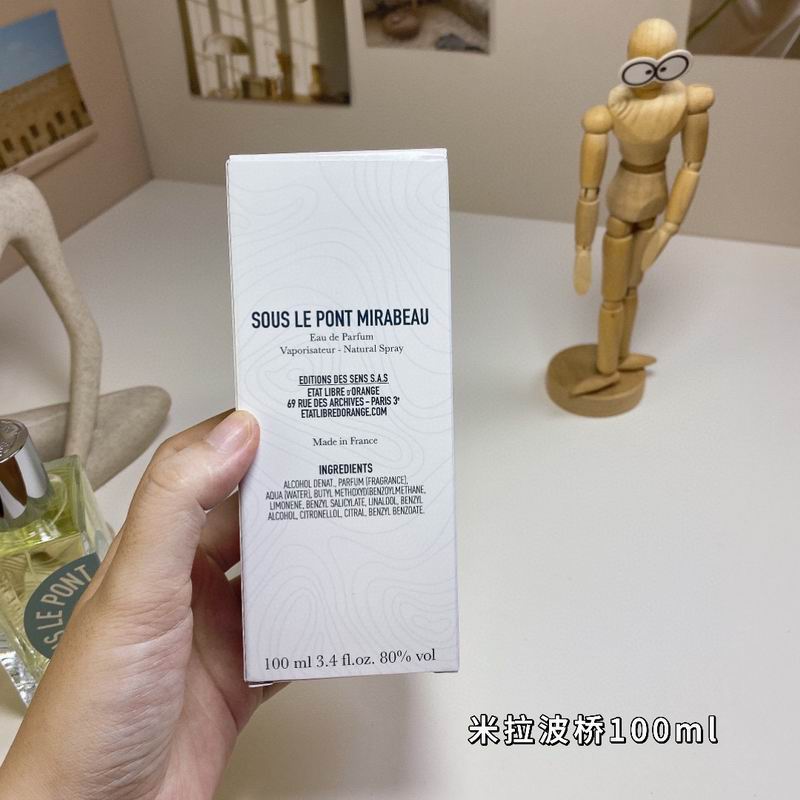 SOUS LE PONT MIRABEAU
Eau de Parfum
Vaporisateur - Natural Spray
EDITIONS DES SENS S.A.S
ETAT LIBRE d'ORANGE
69 RUE DES ARCHIVES - PARIS 3e
ETATLIBREDORANGE.COM
Made in France
INGREDIENTS
ALCOHOL DENAT., PARFUM (FRAGRANCE),
AQUA (WATER), BUTYL METHOXYDIBENZOYLMETHANE,
LIMONENE, BENZYL SALICYLATE, LINALOOL, BENZYL
ALCOHOL, CITRONELLOL, CITRAL, BENZYL BENZOATE.
100 ml 3.4 fl.oz. 80% vol
LE PONT
米拉波桥100ml